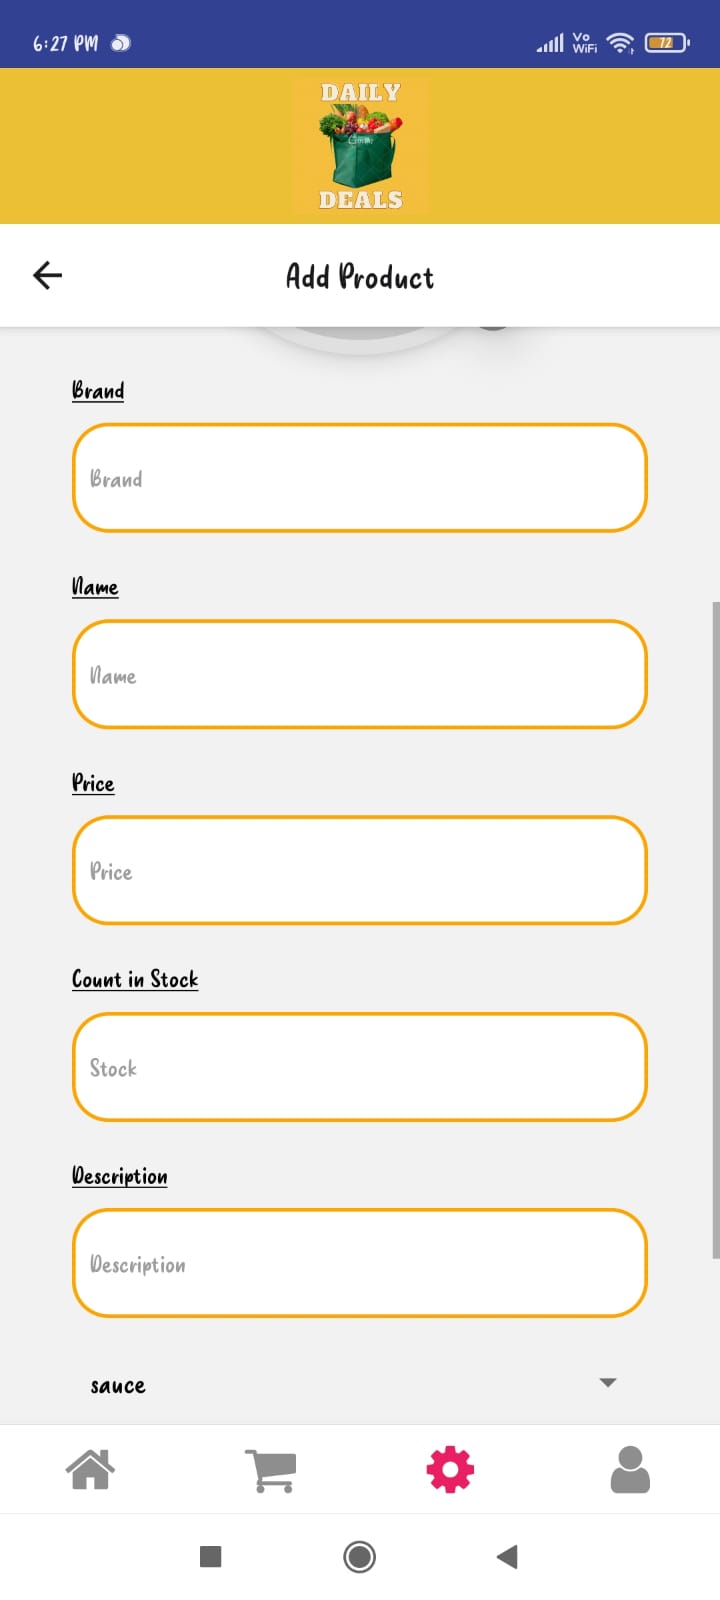 6:27 PM
Vo
WiFi
72
DAILY
DEALS
Add Product
Brand
Brand
Name
Name
Price
Price
Count in Stock
Stock
Description
Description
sauce